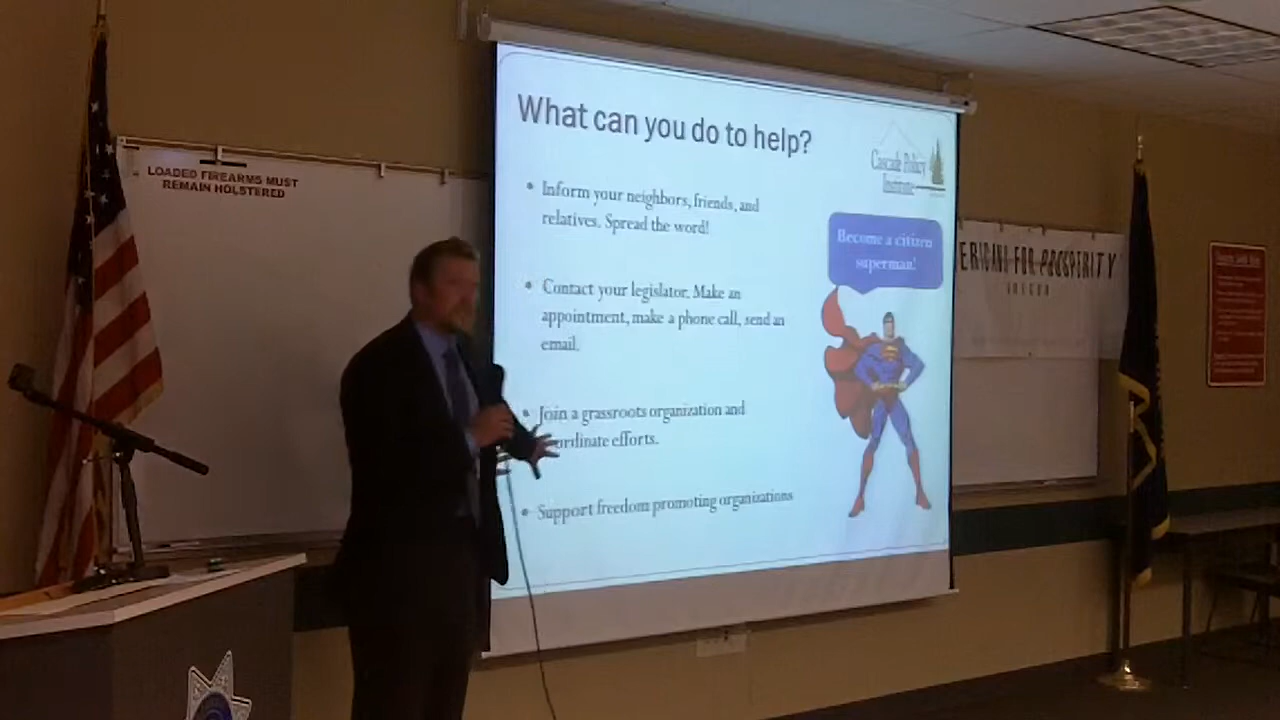 LOADED FIREARMS MUST
REMAIN HOLSTERED
What can you do to help?
Cascade Policy
Institute
• Inform your neighbors, friends, and
relatives. Spread the word!
Become a citizen
superman!
• Contact your legislator. Make an
appointment, make a phone call, send an
email.
• Join a grassroots organization and
ordinate efforts.
• Support freedom promoting organizations
ERICANS FOR PROSPERITY
OREGON